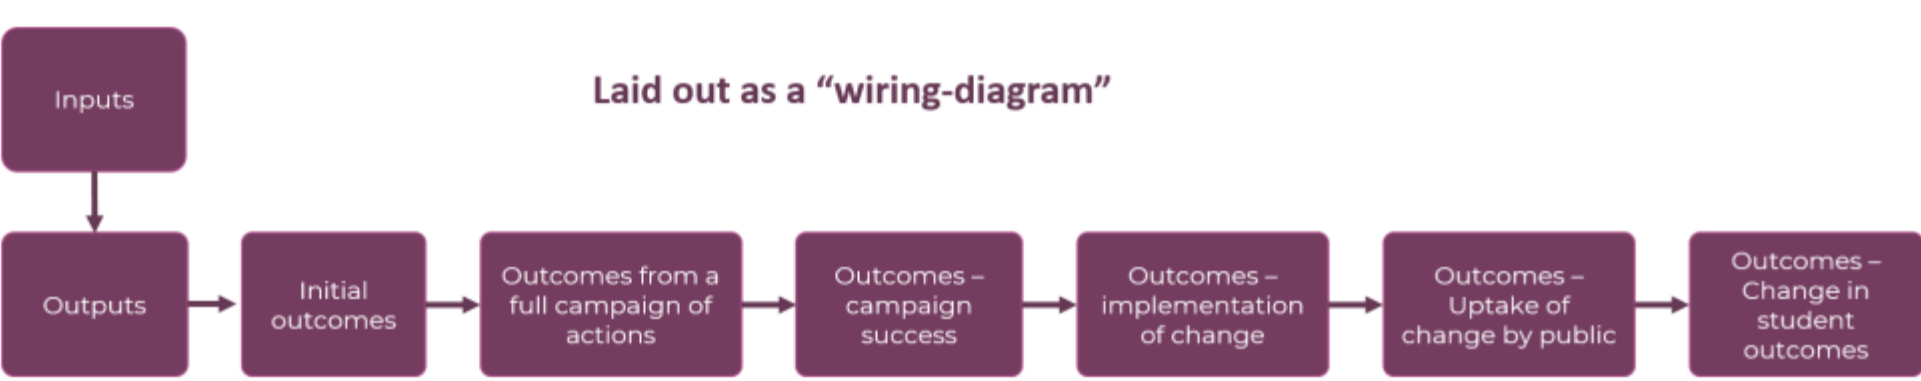 Inputs
Laid out as a “wiring-diagram”
Outputs
Initial
outcomes
Outcomes from a
full campaign of
actions
Outcomes –
campaign
success
Outcomes –
implementation
of change
Outcomes –
Uptake of
change by public
Outcomes –
Change in
student
outcomes